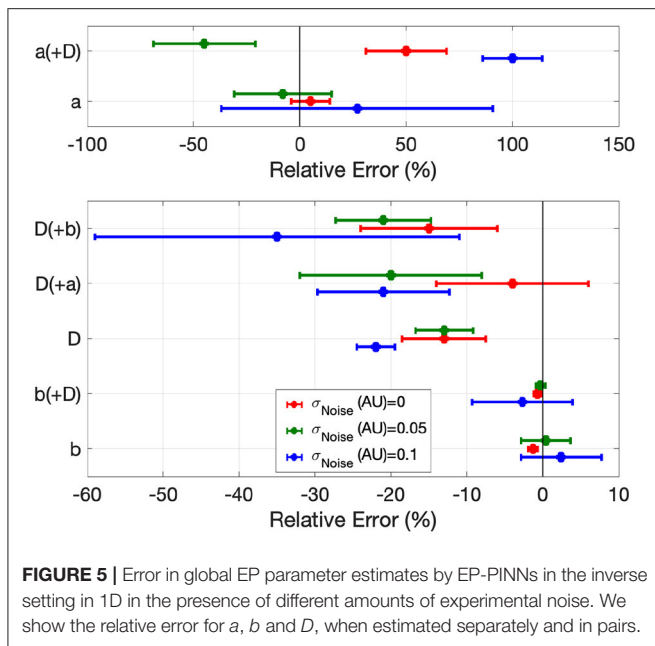 a(+D)
a
-100 -50 0 50 100 150
Relative Error (%)
D(+b)
D(+a)
D
b(+D)
b
σNoise (AU)=0
σNoise (AU)=0.05
σNoise (AU)=0.1
-60 -50 -40 -30 -20 -10 0 10
Relative Error (%)
FIGURE 5 | Error in global EP parameter estimates by EP-PINNs in the inverse
setting in 1D in the presence of different amounts of experimental noise. We
show the relative error for a, b and D, when estimated separately and in pairs.